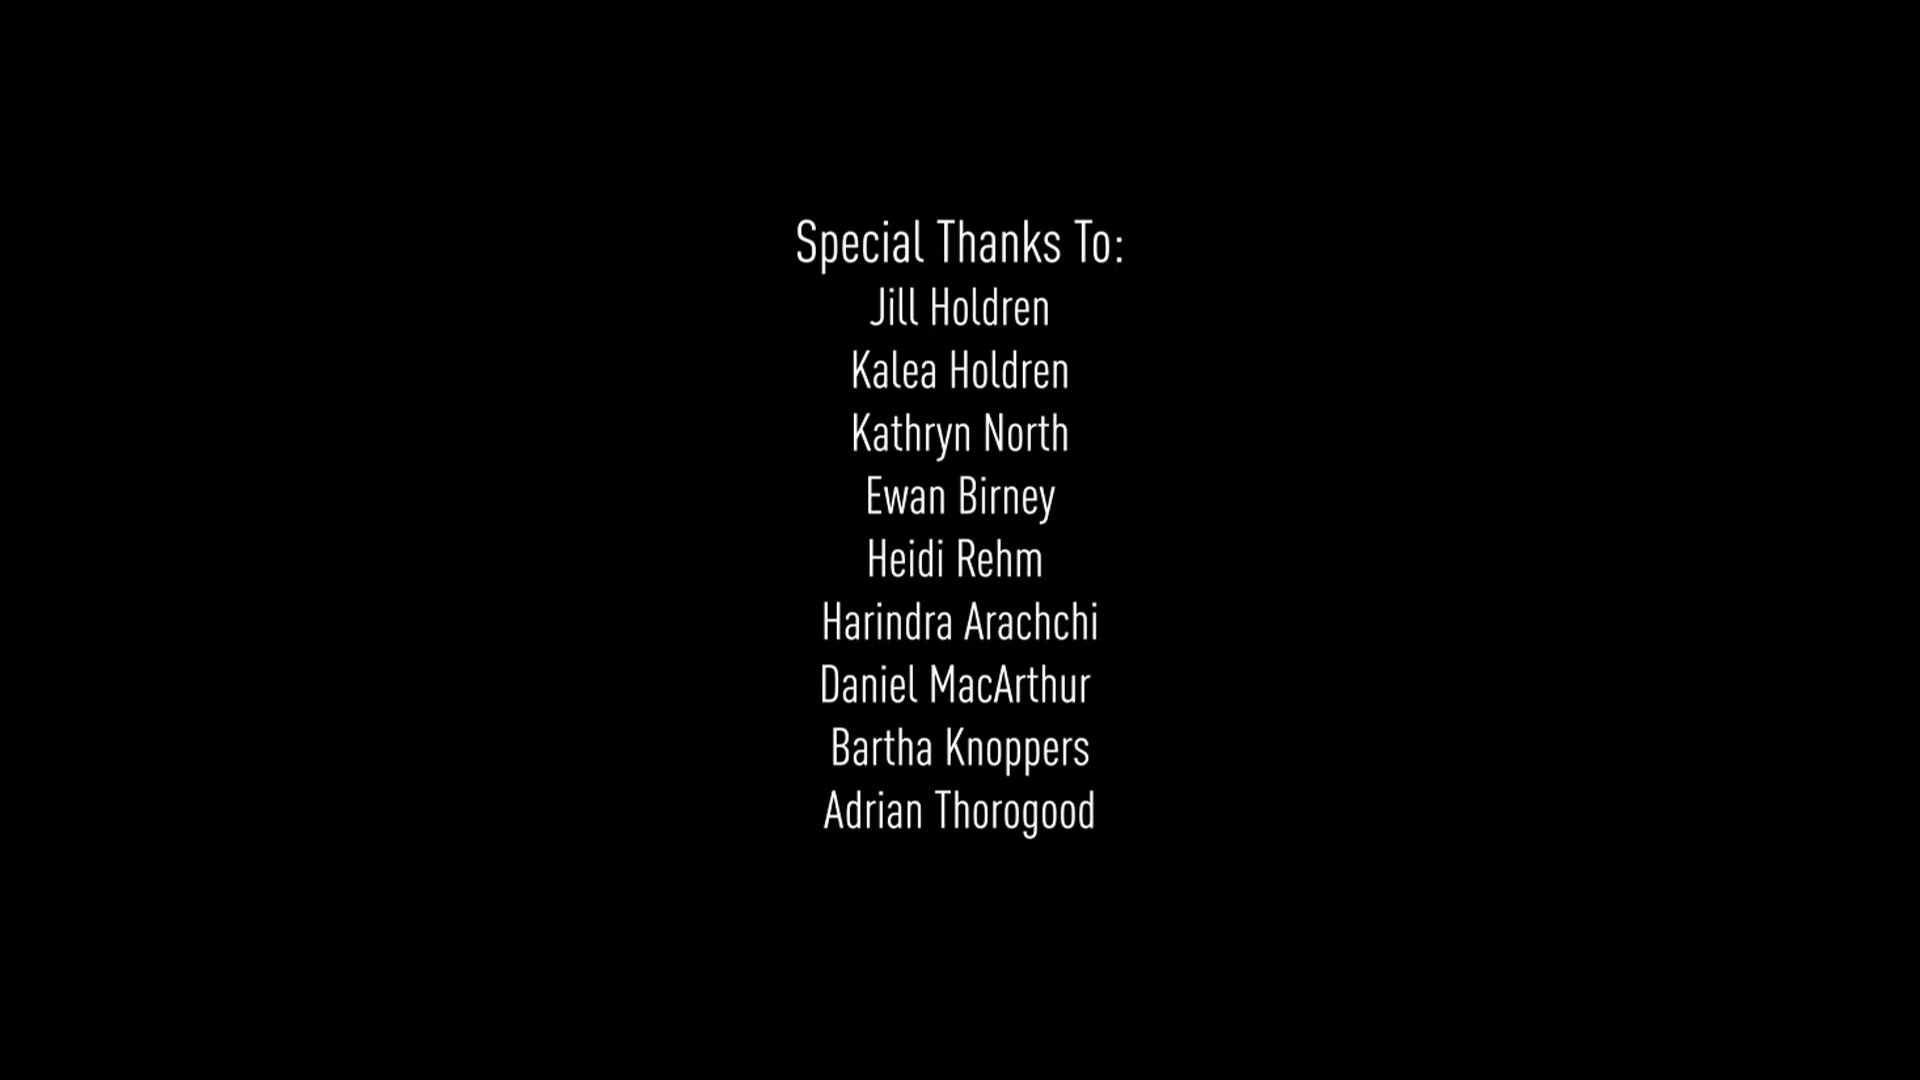 Special Thanks To:
Jill Holdren
Kalea Holdren
Kathryn North
Ewan Birney
Heidi Rehm
Harindra Arachchi
Daniel MacArthur
Bartha Knoppers
Adrian Thorogood